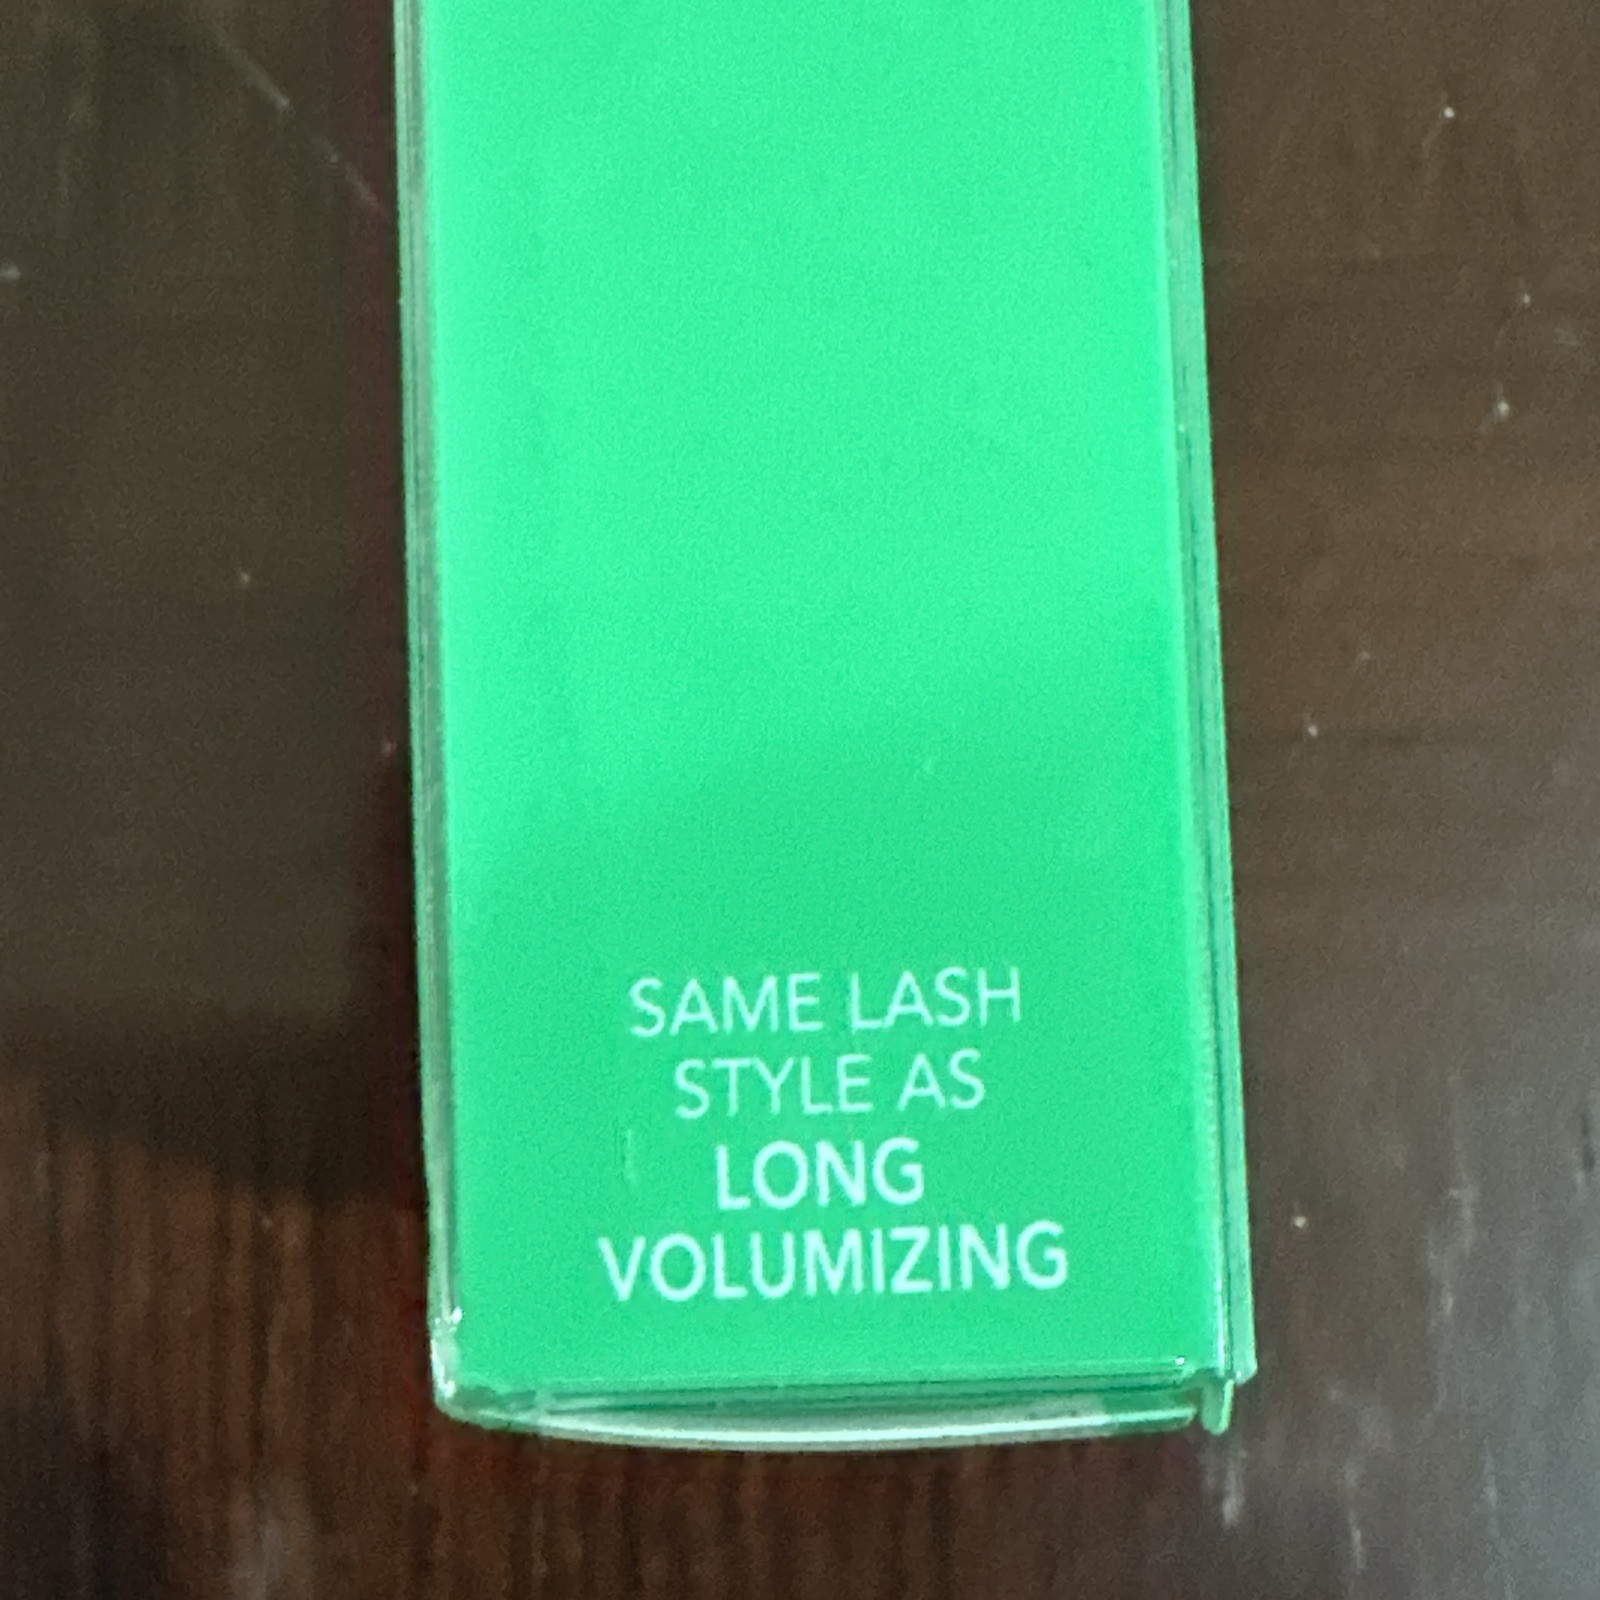 SAME LASH
STYLE AS
LONG
VOLUMIZING